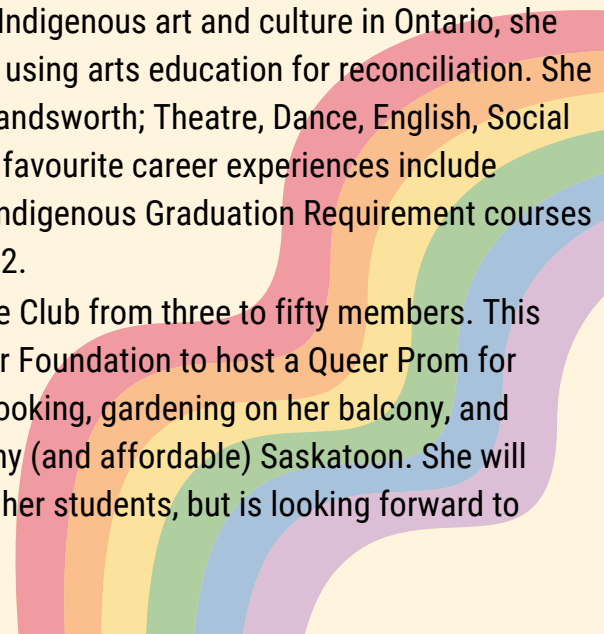 Indigenous art and culture in Ontario, she
using arts education for reconciliation. She
andsworth; Theatre, Dance, English, Social
favourite career experiences include
ndigenous Graduation Requirement courses
2.
e Club from three to fifty members. This
r Foundation to host a Queer Prom for
ooking, gardening on her balcony, and
ny (and affordable) Saskatoon. She will
her students, but is looking forward to